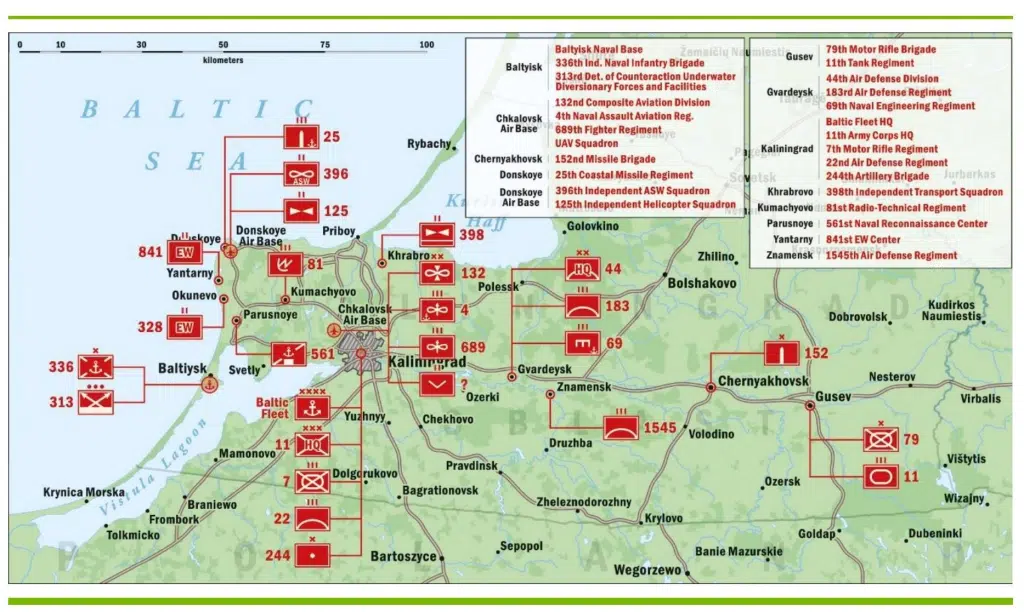 0 10 30 50 75 100
kilometers
BALTIC
SEA
Baltyisk
Baltyisk Naval Base
336th Ind. Naval Infantry Brigade
313rd Det. of Counteraction Underwater
Diversionary Forces and Facilities
Chkalovsk
Air Base
132nd Composite Aviation Division
4th Naval Assault Aviation Reg.
689th Fighter Regiment
UAV Squadron
Chernyakhovsk
152nd Missile Brigade
Donskoye
25th Coastal Missile Regiment
Donskoye
Air Base
396th Independent ASW Squadron
125th Independent Helicopter Squadron
Gusev
79th Motor Rifle Brigade
11th Tank Regiment
Gvardeysk
44th Air Defense Division
183rd Air Defense Regiment
69th Naval Engineering Regiment
Kaliningrad
Baltic Fleet HQ
11th Army Corps HQ
7th Motor Rifle Regiment
22nd Air Defense Regiment
244th Artillery Brigade
Khrabrovo
398th Independent Transport Squadron
Kumachyovo
81st Radio-Technical Regiment
Parusnoye
561st Naval Reconnaissance Center
Yantarny
841st EW Center
Znamensk
1545th Air Defense Regiment
25
ASW
396
125
Rybachy
Sovetsk
Jurbarkas
Haff
Golovkino
841
EW
Donskoye
Air Base
Priboy
81
Khrabro
398
Yantarny
Okunevo
Kumachyovo
132
Polessk
HQ
44
Zhilino
Bolshakovo
328
EW
Parusnoye
Chkalovsk
Air Base
4
183
Dobrovolsk
Kudirkos
Naumiestis
561
689
69
152
336
Baltiysk
Svetly
Kaliningrad
Gvardeysk
Chernyakhovsk
Nesterov
313
?
Ozerki
Znamensk
Gusev
Virbalis
Baltic
Fleet
Yuzhnyy
Chekhovo
1545
Volodino
79
11
HQ
Druzhba
Vistula Lagoon
Mamonovo
Dolgorukovo
Pravdinsk
Vištytis
7
11
Krynica Morska
Braniewo
Bagrationovsk
Zheleznodorozhny
Ozersk
Wizajny
Frombork
22
Krylovo
Tolkmicko
Goldap
Dubeninki
244
Bartoszyce
Sepopol
Banie Mazurskie
Wegorzewo
POLAND